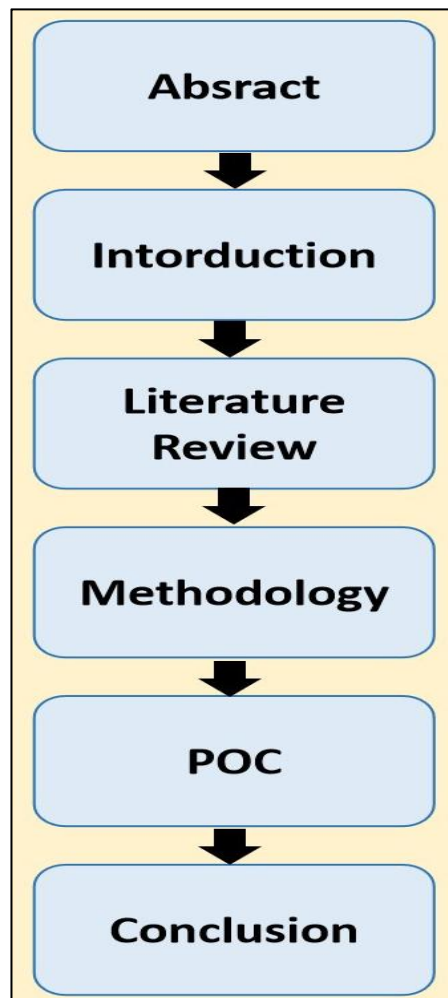 Absract
Intorduction
Literature
Review
Methodology
POC
Conclusion